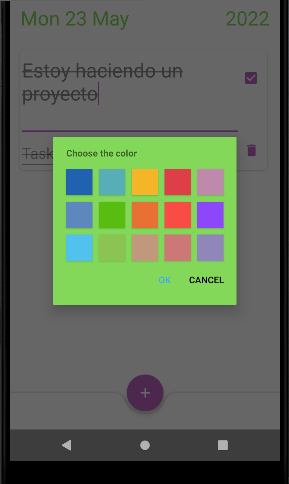 Mon 23 May
2022
Estoy haciendo un
proyecto
Task
Choose the color
OK
CANCEL